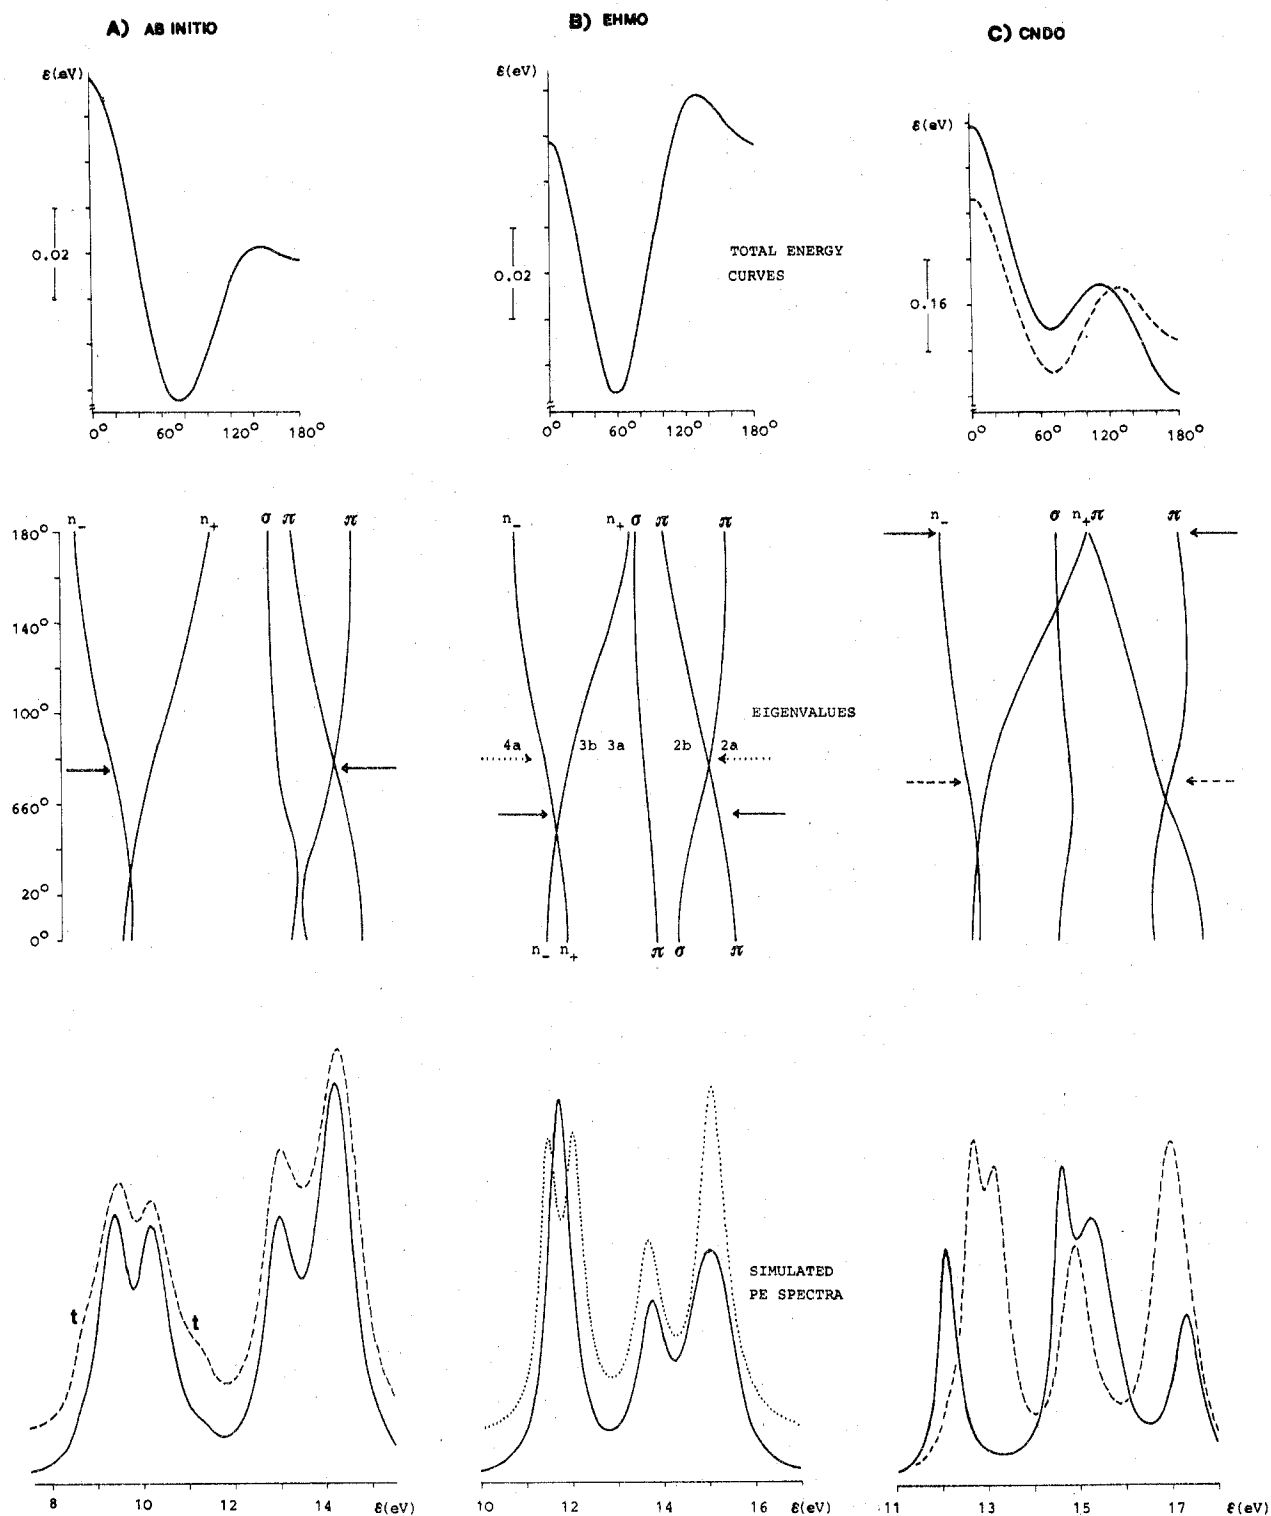 A) AB INITIO
B) EHMO
C) CNDO
ε(eV)
ε(eV)
ε(eV)
0.02
0.02
0.16
TOTAL ENERGY
CURVES
0° 60° 120° 180°
0° 60° 120° 180°
0° 60° 120° 180°
n₋ n₊ σ π π
n₋ n₊ σ π π
n₋ σ n₊ π π
180°
140°
100°
660°
20°
0°
EIGENVALUES
4a 3b 3a 2b 2a
n₋ n₊ π σ π
t t
SIMULATED
PE SPECTRA
8 10 12 14 ε(eV)
10 12 14 16 ε(eV)
11 13 15 17 ε(eV)